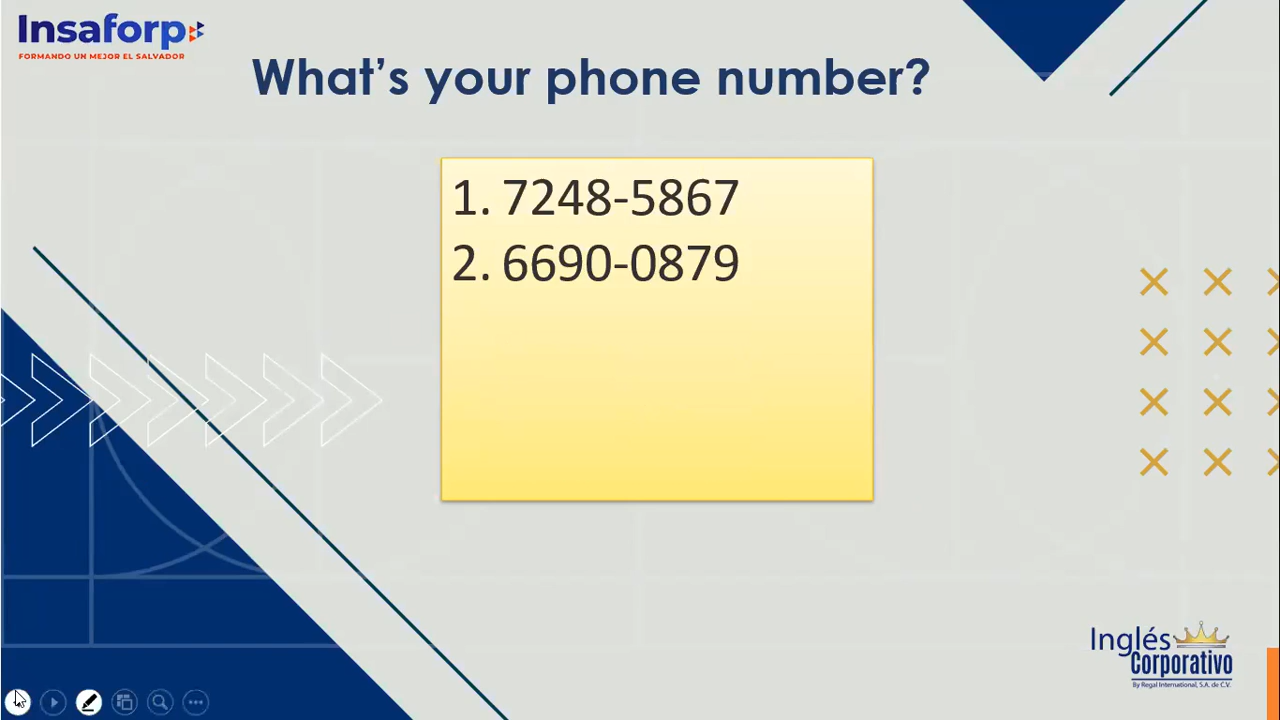 Insaforp
FORMANDO UN MEJOR EL SALVADOR
What's your phone number?
1. 7248-5867
2. 6690-0879
Inglés
Corporativo
By Regal International, S.A. de C.V.